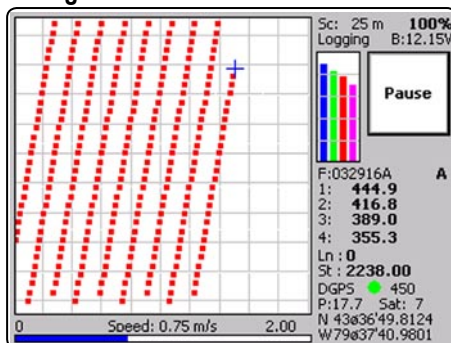 Sc: 25 m 100%
Logging B:12.15V
Pause
F:032916A A
1: 444.9
2: 416.8
3: 389.0
4: 355.3
Ln : 0
St : 2238.00
DGPS 450
P:17.7 Sat: 7
N 43ø36'49.8124
W79ø37'40.9801
0 Speed: 0.75 m/s 2.00